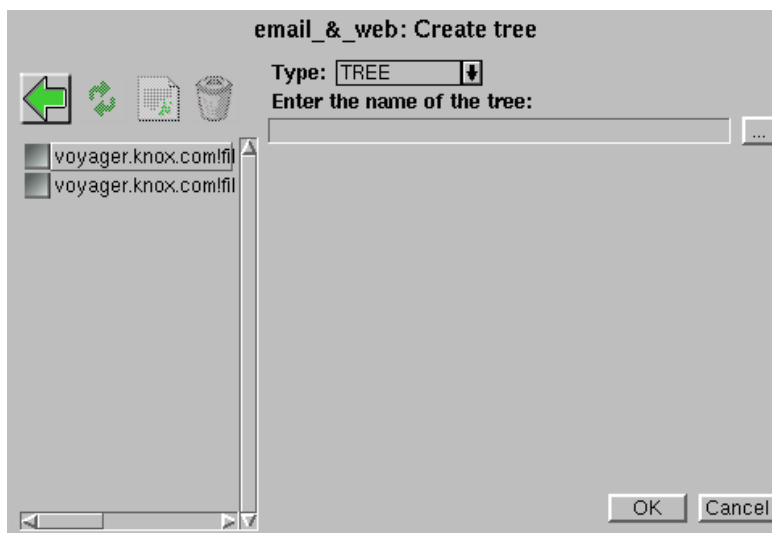 email_&_web: Create tree
Type: TREE
Enter the name of the tree:
...
voyager.knox.com!fil
voyager.knox.com!fil
OK Cancel